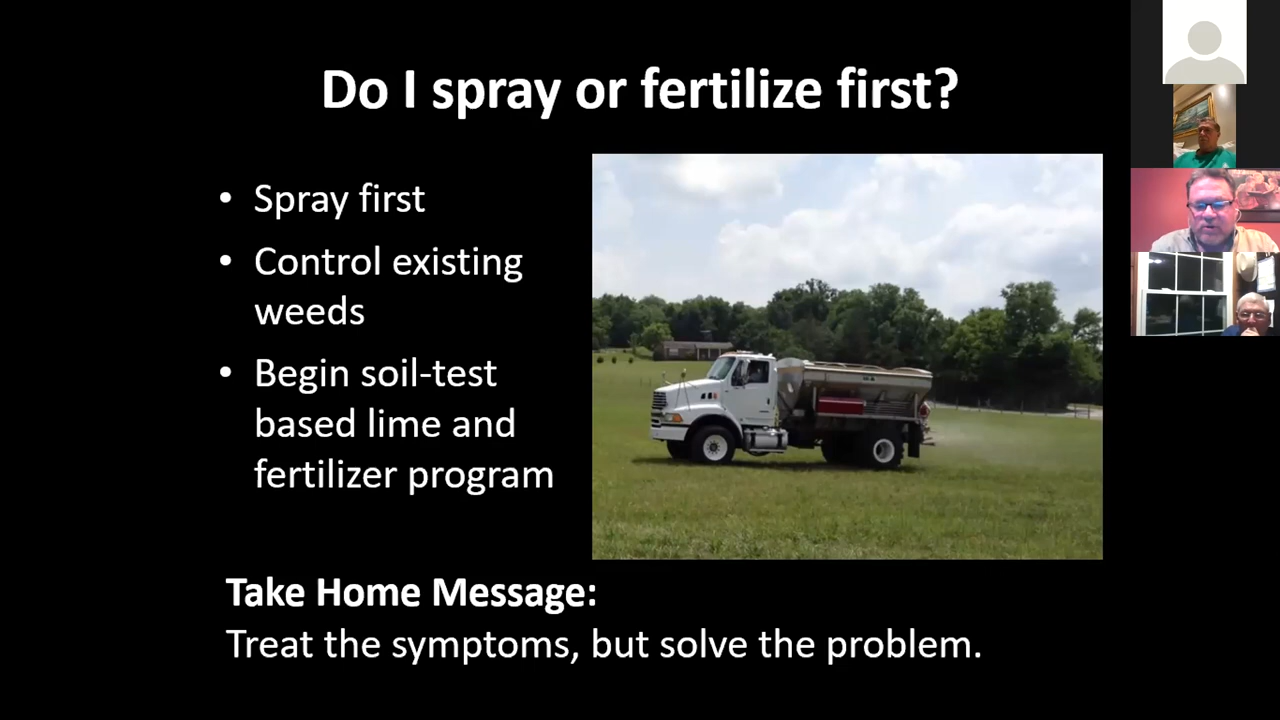 Do I spray or fertilize first?
• Spray first
• Control existing
weeds
• Begin soil-test
based lime and
fertilizer program
Take Home Message:
Treat the symptoms, but solve the problem.